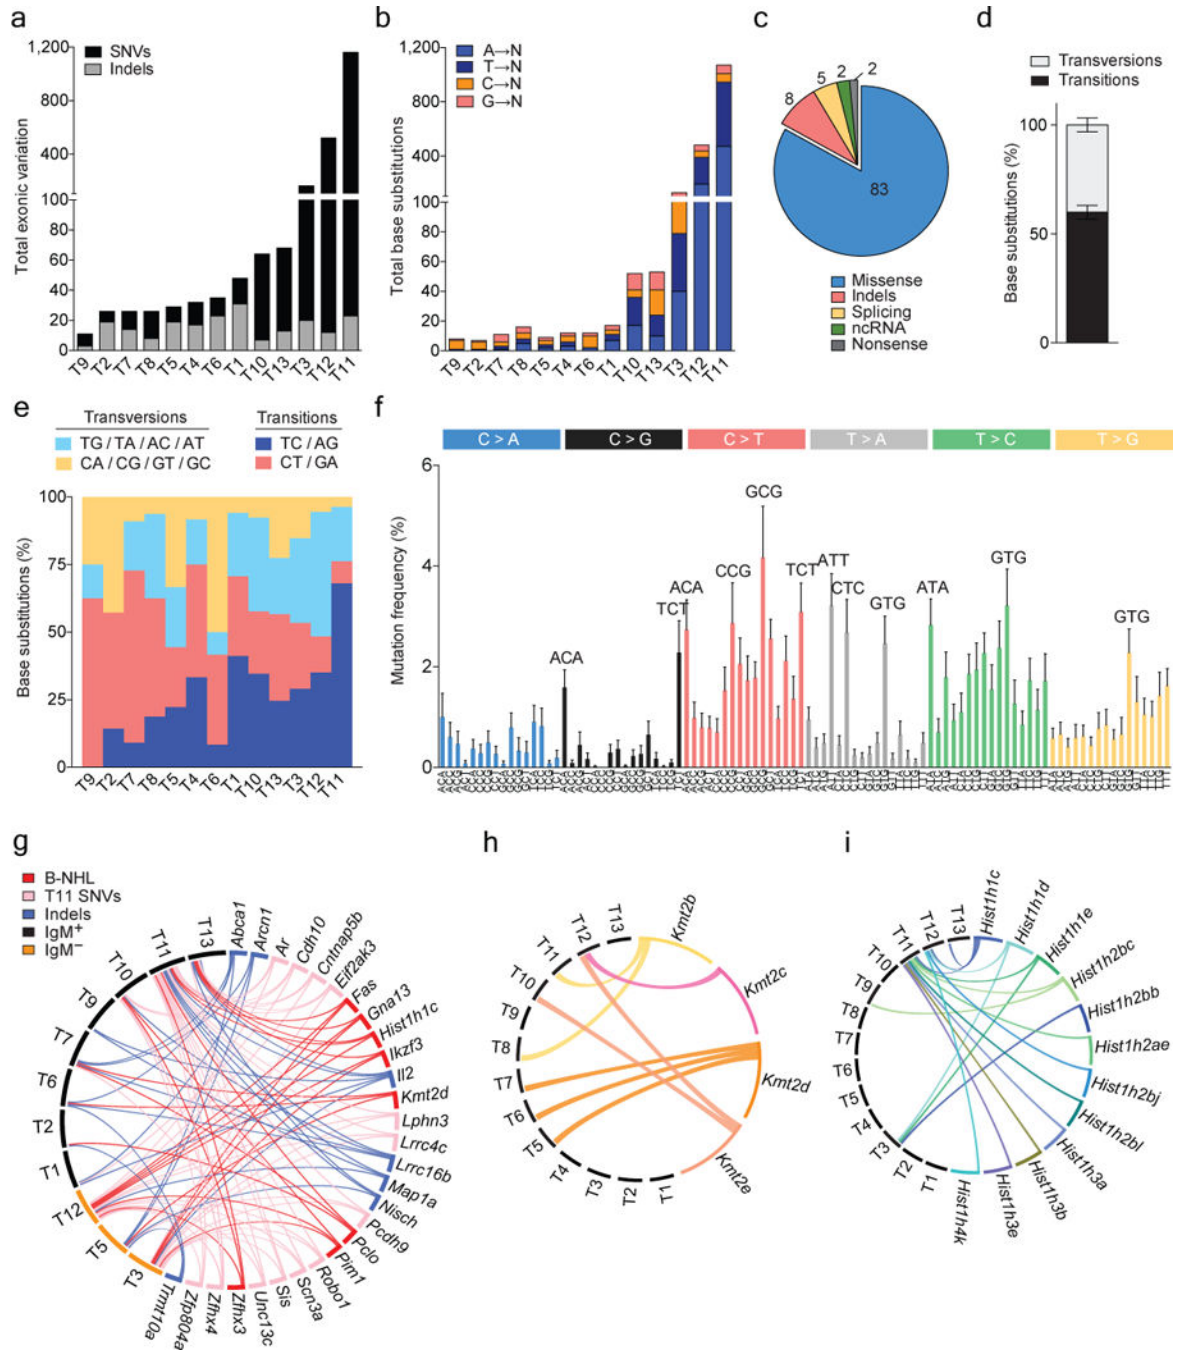 a
SNVs
Indels
Total exonic variation
1,200
800
400
100
80
60
40
20
0
T9 T2 T7 T8 T5 T4 T6 T1 T10 T13 T3 T12 T11
b
A→N
T→N
C→N
G→N
Total base substitutions
1,200
800
400
100
80
60
40
20
0
T9 T2 T7 T8 T5 T4 T6 T1 T10 T13 T3 T12 T11
c
8 5 2 2
83
Missense
Indels
Splicing
ncRNA
Nonsense
d
Transversions
Transitions
Base substitutions (%)
100
50
0
e
Transversions
TG / TA / AC / AT
CA / CG / GT / GC
Transitions
TC / AG
CT / GA
Base substitutions (%)
100
75
50
25
0
T9 T2 T7 T8 T5 T4 T6 T1 T10 T13 T3 T12 T11
f
C > A C > G C > T T > A T > C T > G
Mutation frequency (%)
6
4
2
0
ACA
TCT
ACA
CCG
GCG
TCT
ATT
CTC
GTG
ATA
GTG
GTG
g
B-NHL
T11 SNVs
Indels
IgM+
IgM−
T13
T11
T10
T9
T7
T6
T2
T1
T12
T5
T3
Abca1
Arcn1
Ar
Cdh10
Cntnap5b
Eif2ak3
Fas
Gna13
Hist1h1c
Ikzf3
Il2
Kmt2d
Lphn3
Lrrc4c
Lrrc16b
Map1a
Nisch
Pcdh9
Pclo
Pim1
Robo1
Scn3a
Sis
Unc13c
Zfhx3
Zfhx4
Zfp804a
Trmt10a
h
T13
T12
T11
T10
T9
T8
T7
T6
T5
T4
T3
T2
T1
Kmt2b
Kmt2c
Kmt2d
Kmt2e
i
T13
T12
T11
T10
T9
T8
T7
T6
T5
T4
T3
T2
T1
Hist1h1c
Hist1h1d
Hist1h1e
Hist1h2bc
Hist1h2bb
Hist1h2ae
Hist1h2bj
Hist1h2bl
Hist1h3a
Hist1h3b
Hist1h3e
Hist1h4k